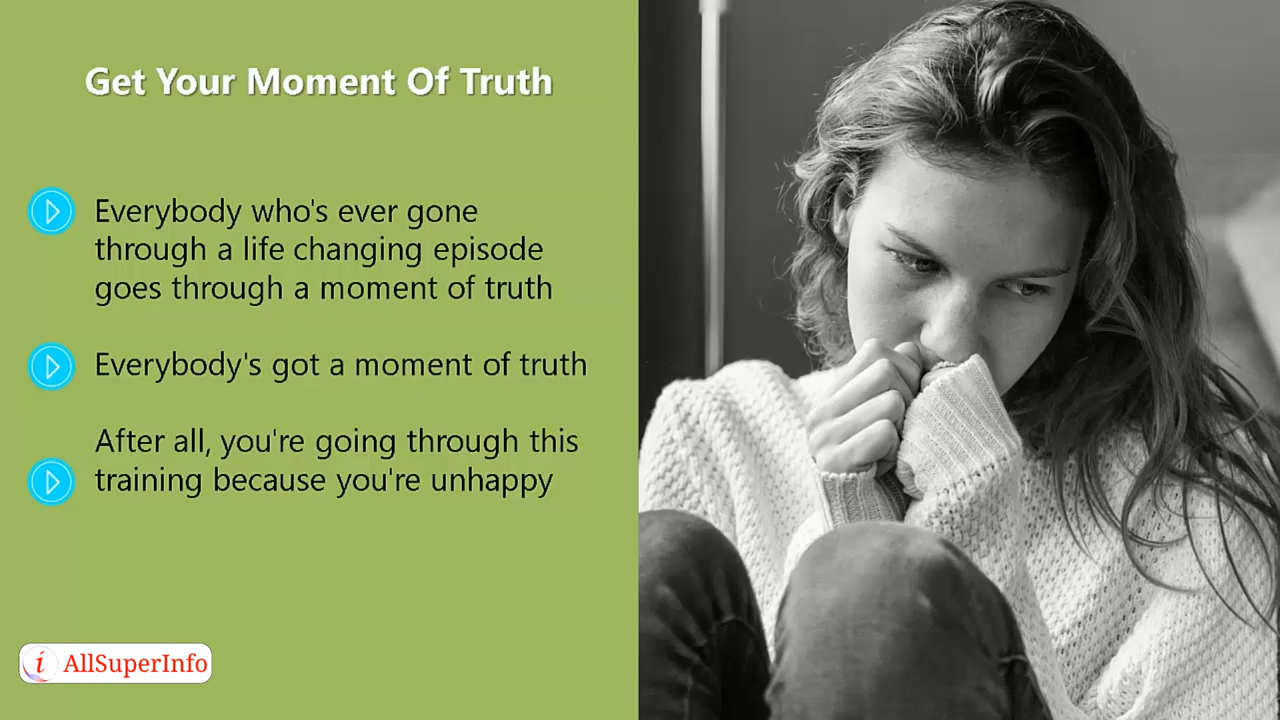 Get Your Moment Of Truth
Everybody who's ever gone
through a life changing episode
goes through a moment of truth
Everybody's got a moment of truth
After all, you're going through this
training because you're unhappy
i AllSuperInfo